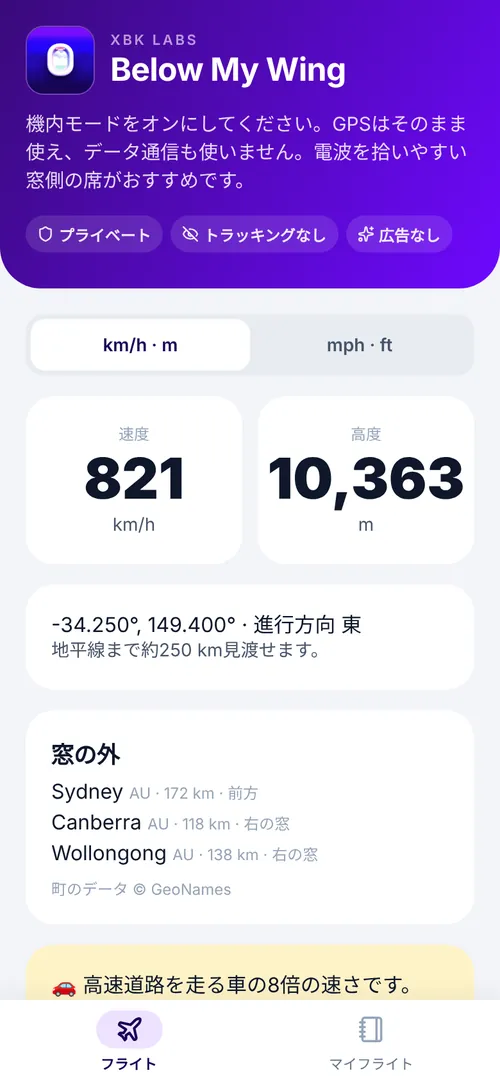 XBK LABS
Below My Wing
機内モードをオンにしてください。GPSはそのまま
使え、データ通信も使いません。電波を拾いやすい
窓側の席がおすすめです。
プライベート
トラッキングなし
広告なし
km/h · m
mph · ft
速度
821
km/h
高度
10,363
m
-34.250°, 149.400° · 進行方向 東
地平線まで約250 km見渡せます。
窓の外
Sydney AU · 172 km · 前方
Canberra AU · 118 km · 右の窓
Wollongong AU · 138 km · 右の窓
町のデータ © GeoNames
🚗 高速道路を走る車の8倍の速さです。
フライト
マイフライト